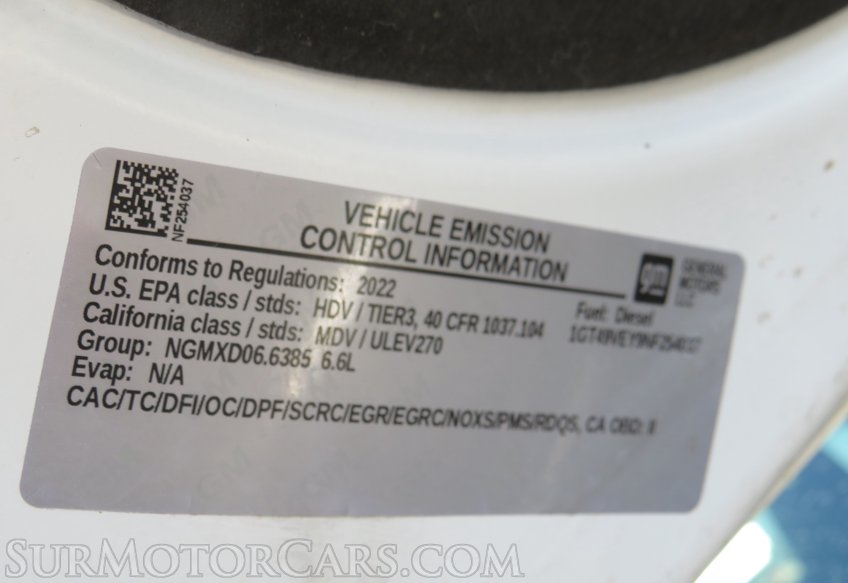 NF254037
VEHICLE EMISSION
CONTROL INFORMATION
gm
GENERAL
MOTORS
LLC
Conforms to Regulations: 2022
Fuel: Diesel
U.S. EPA class / stds: HDV / TIER3, 40 CFR 1037.104
1GT49VEY9NF254037
California class / stds: MDV / ULEV270
Group: NGMXD06.6385 6.6L
Evap: N/A
CAC/TC/DFI/OC/DPF/SCRC/EGR/EGRC/NOXS/PMS/RDQS, CA OBD: II
SurMotorCars.com